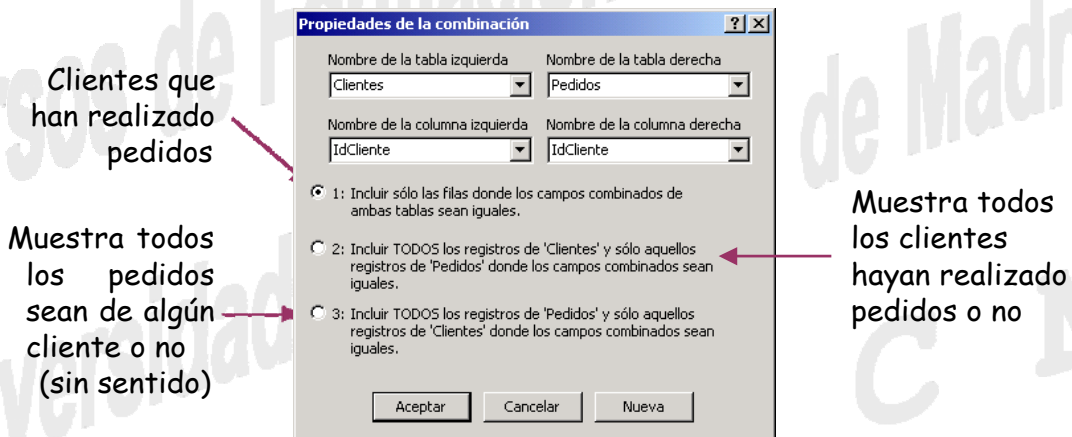 Propiedades de la combinación
Nombre de la tabla izquierda
Nombre de la tabla derecha
Clientes
Pedidos
Nombre de la columna izquierda
Nombre de la columna derecha
IdCliente
IdCliente
1: Incluir sólo las filas donde los campos combinados de
ambas tablas sean iguales.
2: Incluir TODOS los registros de 'Clientes' y sólo aquellos
registros de 'Pedidos' donde los campos combinados sean
iguales.
3: Incluir TODOS los registros de 'Pedidos' y sólo aquellos
registros de 'Clientes' donde los campos combinados sean
iguales.
Aceptar
Cancelar
Nueva
Clientes que
han realizado
pedidos
Muestra todos
los pedidos
sean de algún
cliente o no
(sin sentido)
Muestra todos
los clientes
hayan realizado
pedidos o no
de Madri